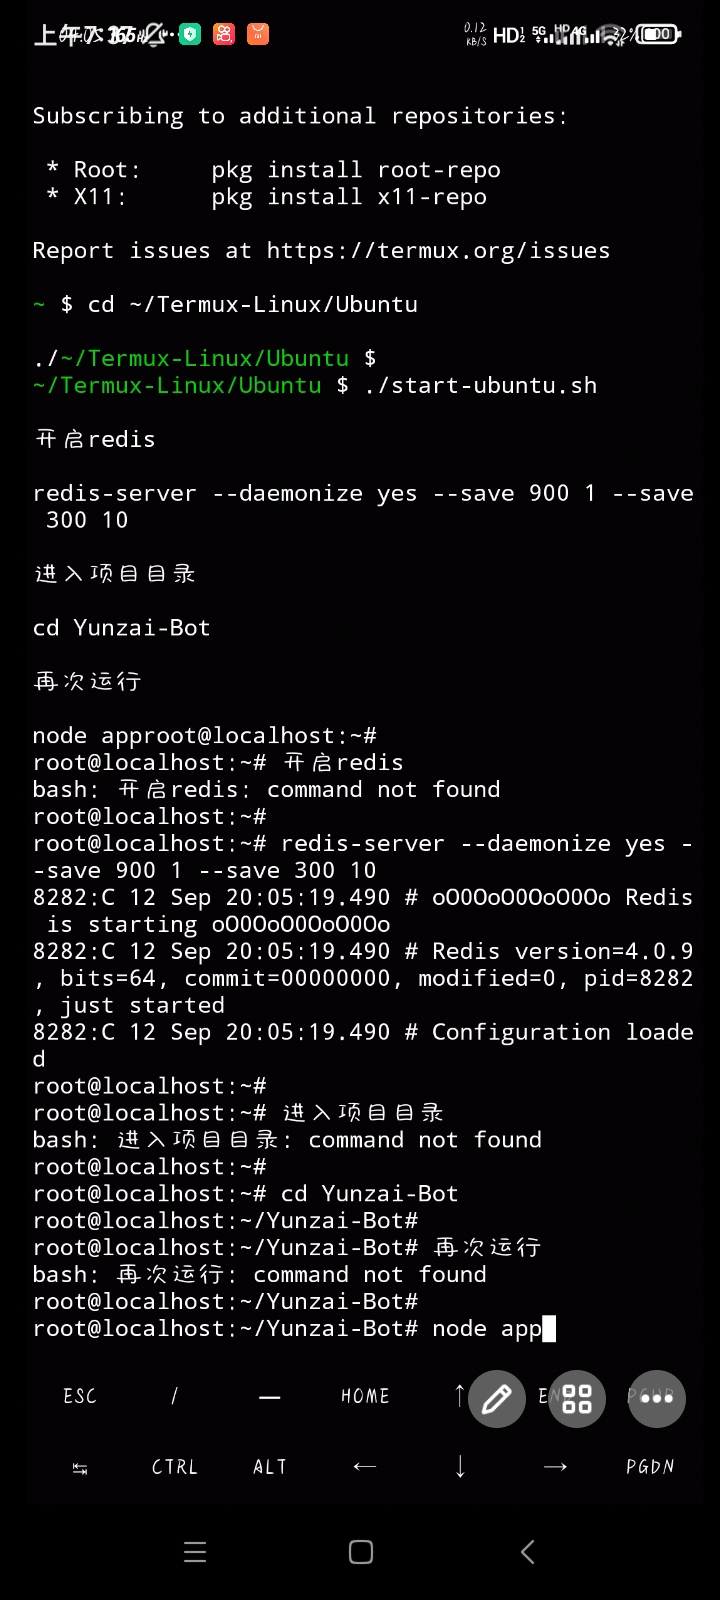 上午7:37
0.12 KB/S HD 5G HD 4G
Subscribing to additional repositories:
* Root: pkg install root-repo
* X11: pkg install x11-repo
Report issues at https://termux.org/issues
~ $ cd ~/Termux-Linux/Ubuntu
./~/Termux-Linux/Ubuntu $
~/Termux-Linux/Ubuntu $ ./start-ubuntu.sh
开启redis
redis-server --daemonize yes --save 900 1 --save
300 10
进入项目目录
cd Yunzai-Bot
再次运行
node approot@localhost:~#
root@localhost:~# 开启redis
bash: 开启redis: command not found
root@localhost:~#
root@localhost:~# redis-server --daemonize yes -
-save 900 1 --save 300 10
8282:C 12 Sep 20:05:19.490 # oO0OoO0OoO0Oo Redis
is starting oO0OoO0OoO0Oo
8282:C 12 Sep 20:05:19.490 # Redis version=4.0.9
, bits=64, commit=00000000, modified=0, pid=8282
, just started
8282:C 12 Sep 20:05:19.490 # Configuration loade
d
root@localhost:~#
root@localhost:~# 进入项目目录
bash: 进入项目目录: command not found
root@localhost:~#
root@localhost:~# cd Yunzai-Bot
root@localhost:~/Yunzai-Bot#
root@localhost:~/Yunzai-Bot# 再次运行
bash: 再次运行: command not found
root@localhost:~/Yunzai-Bot#
root@localhost:~/Yunzai-Bot# node app
ESC / — HOME ↑
↹ CTRL ALT ← ↓ → PGDN